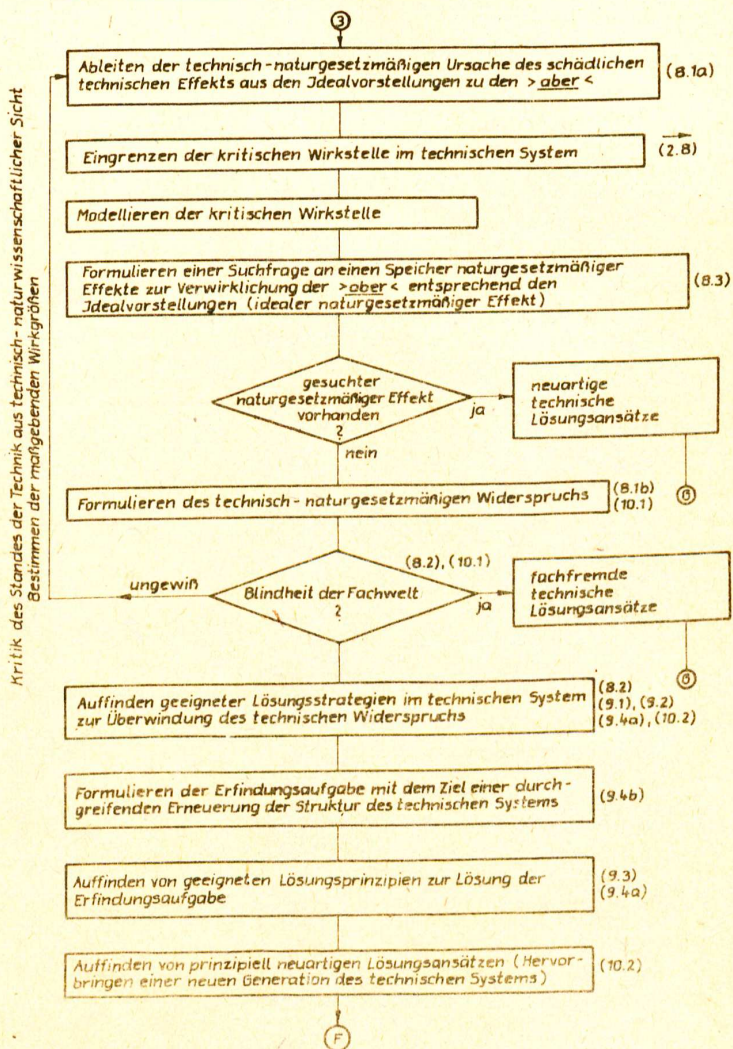 3
Ableiten der technisch-naturgesetzmäßigen Ursache des schädlichen
technischen Effekts aus den Jdealvorstellungen zu den >aber<
(8.1a)
Eingrenzen der kritischen Wirkstelle im technischen System
(2.8)
Modellieren der kritischen Wirkstelle
Formulieren einer Suchfrage an einen Speicher naturgesetzmäßiger
Effekte zur Verwirklichung der >aber< entsprechend den
Jdealvorstellungen (idealer naturgesetzmäßiger Effekt)
(8.3)
gesuchter
naturgesetzmäßiger Effekt
vorhanden
?
ja
neuartige
technische
Lösungsansätze
nein
Formulieren des technisch-naturgesetzmäßigen Widerspruchs
(8.1b)
(10.1)
(8.2), (10.1)
ungewiß
Blindheit der Fachwelt
?
ja
fachfremde
technische
Lösungsansätze
Auffinden geeigneter Lösungsstrategien im technischen System
zur Überwindung des technischen Widerspruchs
(8.2)
(9.1), (9.2)
(9.4a), (10.2)
Formulieren der Erfindungsaufgabe mit dem Ziel einer durch-
greifenden Erneuerung der Struktur des technischen Systems
(9.4b)
Auffinden von geeigneten Lösungsprinzipien zur Lösung der
Erfindungsaufgabe
(9.3)
(9.4a)
Auffinden von prinzipiell neuartigen Lösungsansätzen (Hervor-
bringen einer neuen Generation des technischen Systems)
(10.2)
F
Kritik des Standes der Technik aus technisch-naturwissenschaftlicher Sicht
Bestimmen der maßgebenden Wirkgrößen